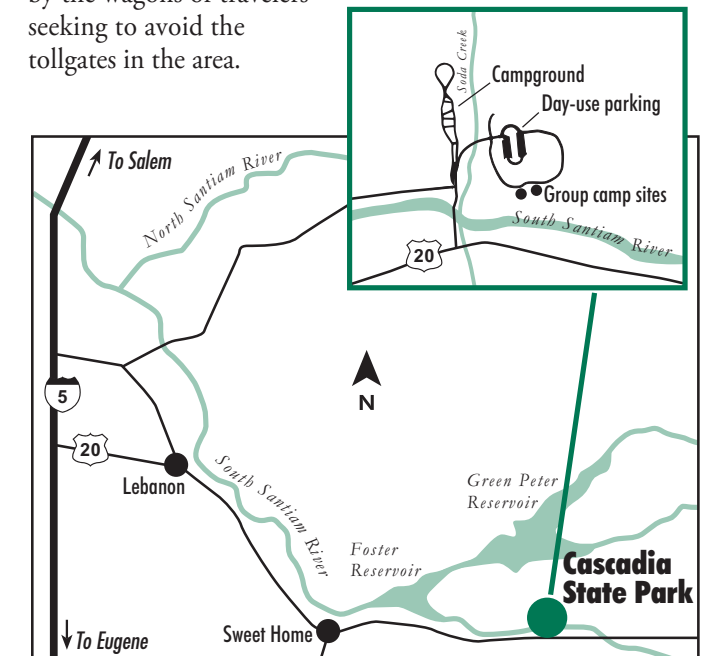 by the wagons of travelers
seeking to avoid the
tollgates in the area.
Soda Creek
Campground
Day-use parking
Group camp sites
South Santiam River
20
To Salem
North Santiam River
5
20
Lebanon
N
South Santiam River
Green Peter
Reservoir
Foster
Reservoir
Cascadia
State Park
Sweet Home
To Eugene